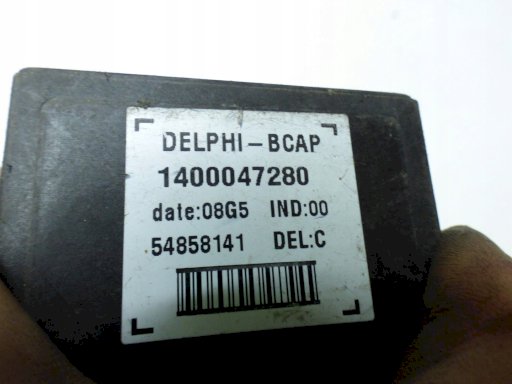 DELPHI-BCAP
1400047280
date:08G5 IND:00
54858141 DEL:C